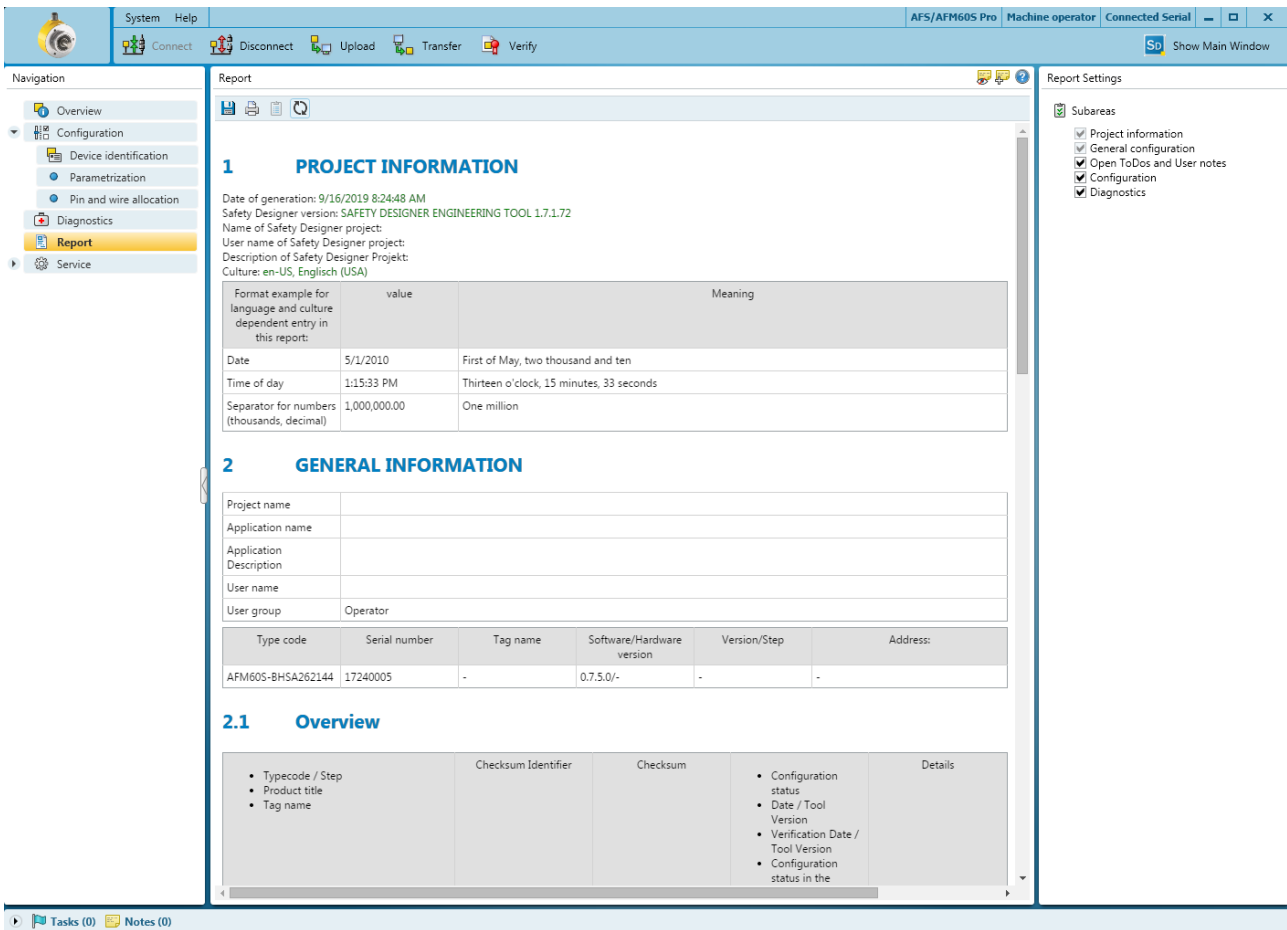 System Help
AFS/AFM60S Pro Machine operator Connected Serial
Connect Disconnect Upload Transfer Verify
SD Show Main Window
Navigation
Overview
Configuration
Device identification
Parametrization
Pin and wire allocation
Diagnostics
Report
Service
Report
1 PROJECT INFORMATION
Date of generation: 9/16/2019 8:24:48 AM
Safety Designer version: SAFETY DESIGNER ENGINEERING TOOL 1.7.1.72
Name of Safety Designer project:
User name of Safety Designer project:
Description of Safety Designer Projekt:
Culture: en-US, Englisch (USA)
Format example for
language and culture
dependent entry in
this report:
value
Meaning
Date 5/1/2010 First of May, two thousand and ten
Time of day 1:15:33 PM Thirteen o'clock, 15 minutes, 33 seconds
Separator for numbers 1,000,000.00 One million
(thousands, decimal)
2 GENERAL INFORMATION
Project name
Application name
Application
Description
User name
User group Operator
Type code Serial number Tag name Software/Hardware Version/Step Address:
version
AFM60S-BHSA262144 17240005 - 0.7.5.0/- - -
2.1 Overview
• Typecode / Step
• Product title
• Tag name
Checksum Identifier
Checksum
• Configuration
status
• Date / Tool
Version
• Verification Date /
Tool Version
• Configuration
status in the
Details
Report Settings
Subareas
Project information
General configuration
Open ToDos and User notes
Configuration
Diagnostics
Tasks (0) Notes (0)